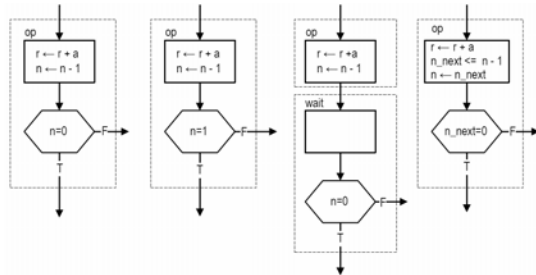 op
r ← r + a
n ← n - 1
n=0
F
T
op
r ← r + a
n ← n - 1
n=1
F
T
op
r ← r +a
n ← n - 1
wait
n=0
F
T
op
r ← r + a
n_next <= n - 1
n ← n_next
n_next=0
F
T